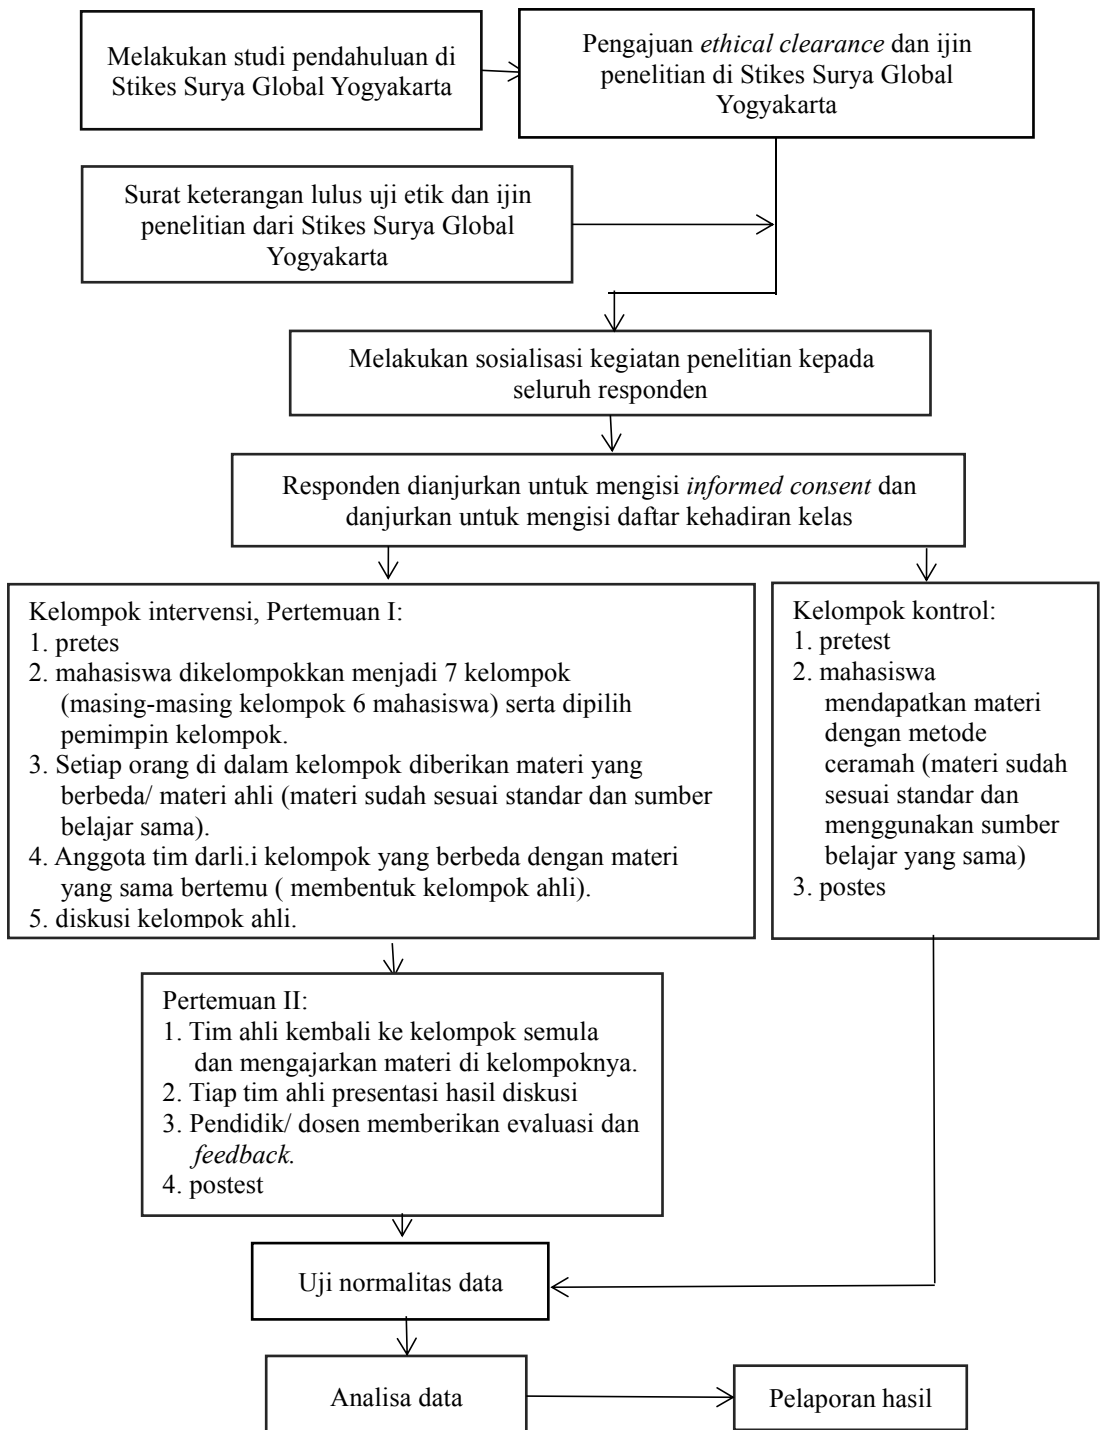 Melakukan studi pendahuluan di
Stikes Surya Global Yogyakarta
Pengajuan ethical clearance dan ijin
penelitian di Stikes Surya Global
Yogyakarta
Surat keterangan lulus uji etik dan ijin
penelitian dari Stikes Surya Global
Yogyakarta
Melakukan sosialisasi kegiatan penelitian kepada
seluruh responden
Responden dianjurkan untuk mengisi informed consent dan
danjurkan untuk mengisi daftar kehadiran kelas
Kelompok intervensi, Pertemuan I:
1. pretes
2. mahasiswa dikelompokkan menjadi 7 kelompok
(masing-masing kelompok 6 mahasiswa) serta dipilih
pemimpin kelompok.
3. Setiap orang di dalam kelompok diberikan materi yang
berbeda/ materi ahli (materi sudah sesuai standar dan sumber
belajar sama).
4. Anggota tim darli.i kelompok yang berbeda dengan materi
yang sama bertemu ( membentuk kelompok ahli).
5. diskusi kelompok ahli.
Kelompok kontrol:
1. pretest
2. mahasiswa
mendapatkan materi
dengan metode
ceramah (materi sudah
sesuai standar dan
menggunakan sumber
belajar yang sama)
3. postes
Pertemuan II:
1. Tim ahli kembali ke kelompok semula
dan mengajarkan materi di kelompoknya.
2. Tiap tim ahli presentasi hasil diskusi
3. Pendidik/ dosen memberikan evaluasi dan
feedback.
4. postest
Uji normalitas data
Analisa data
Pelaporan hasil